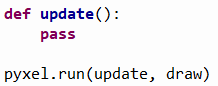 def update():
    pass

pyxel.run(update, draw)